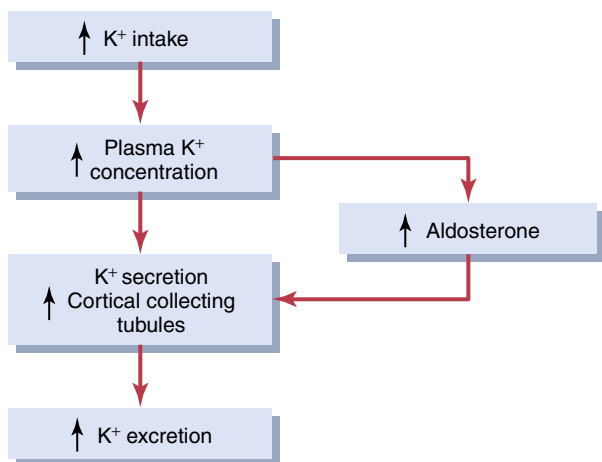 ↑ K⁺ intake
↑ Plasma K⁺
concentration
↑ Aldosterone
K⁺ secretion
↑ Cortical collecting
tubules
↑ K⁺ excretion